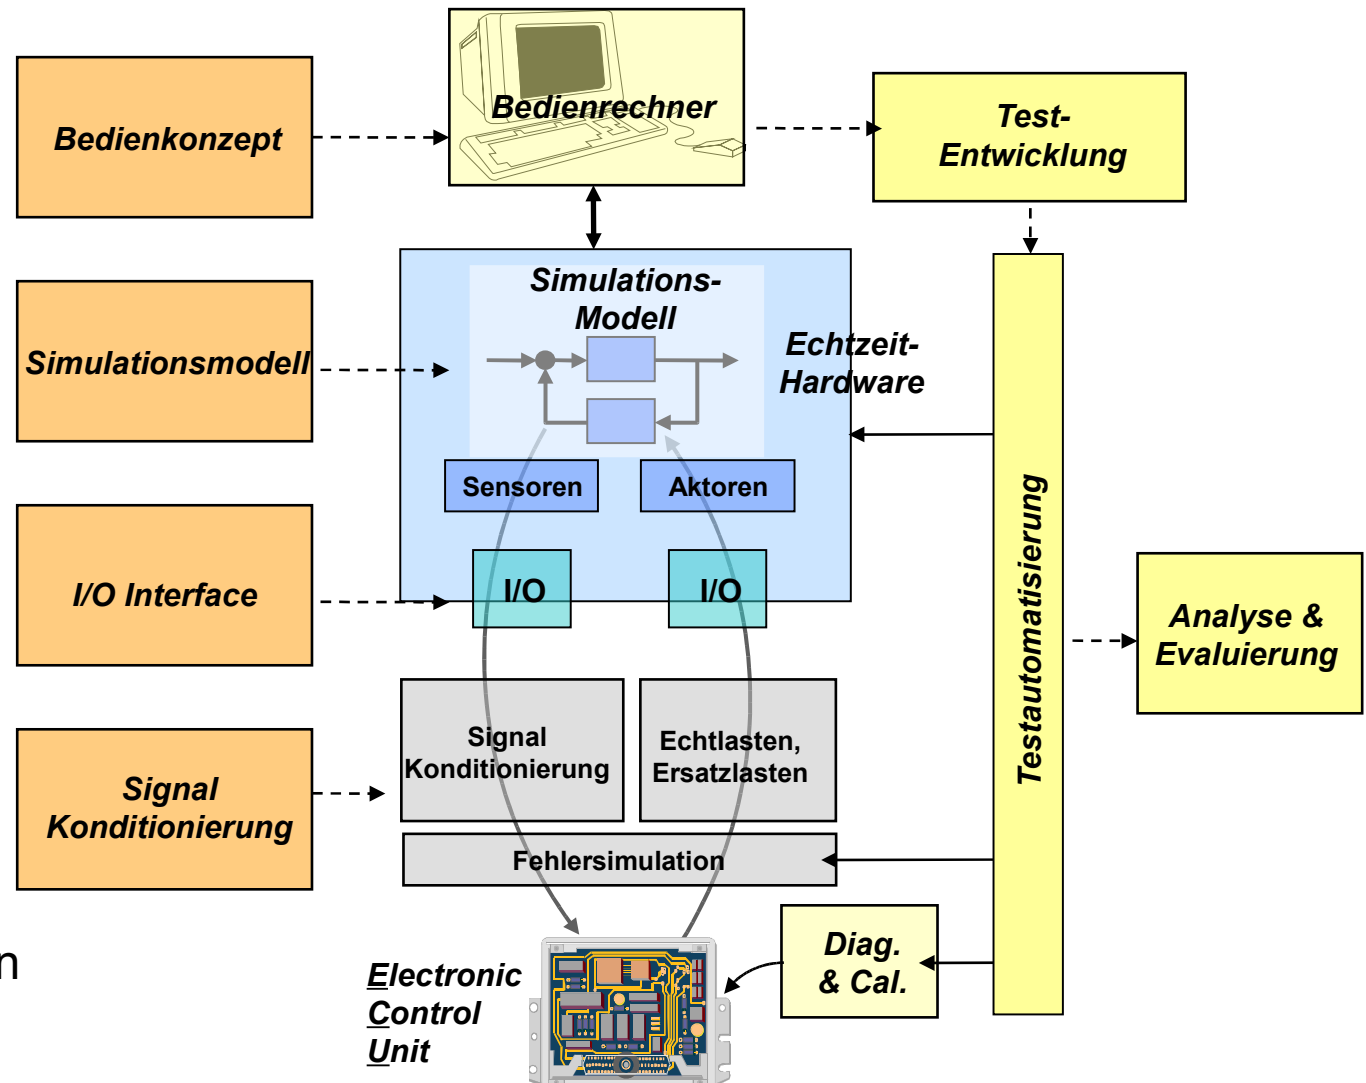 Bedienkonzept
Bedienrechner
Test-
Entwicklung
Simulationsmodell
Simulations-
Modell
Echtzeit-
Hardware
Sensoren
Aktoren
I/O Interface
I/O
I/O
Testautomatisierung
Analyse &
Evaluierung
Signal
Konditionierung
Signal
Konditionierung
Echtlasten,
Ersatzlasten
Fehlersimulation
n
Electronic
Control
Unit
Diag.
& Cal.